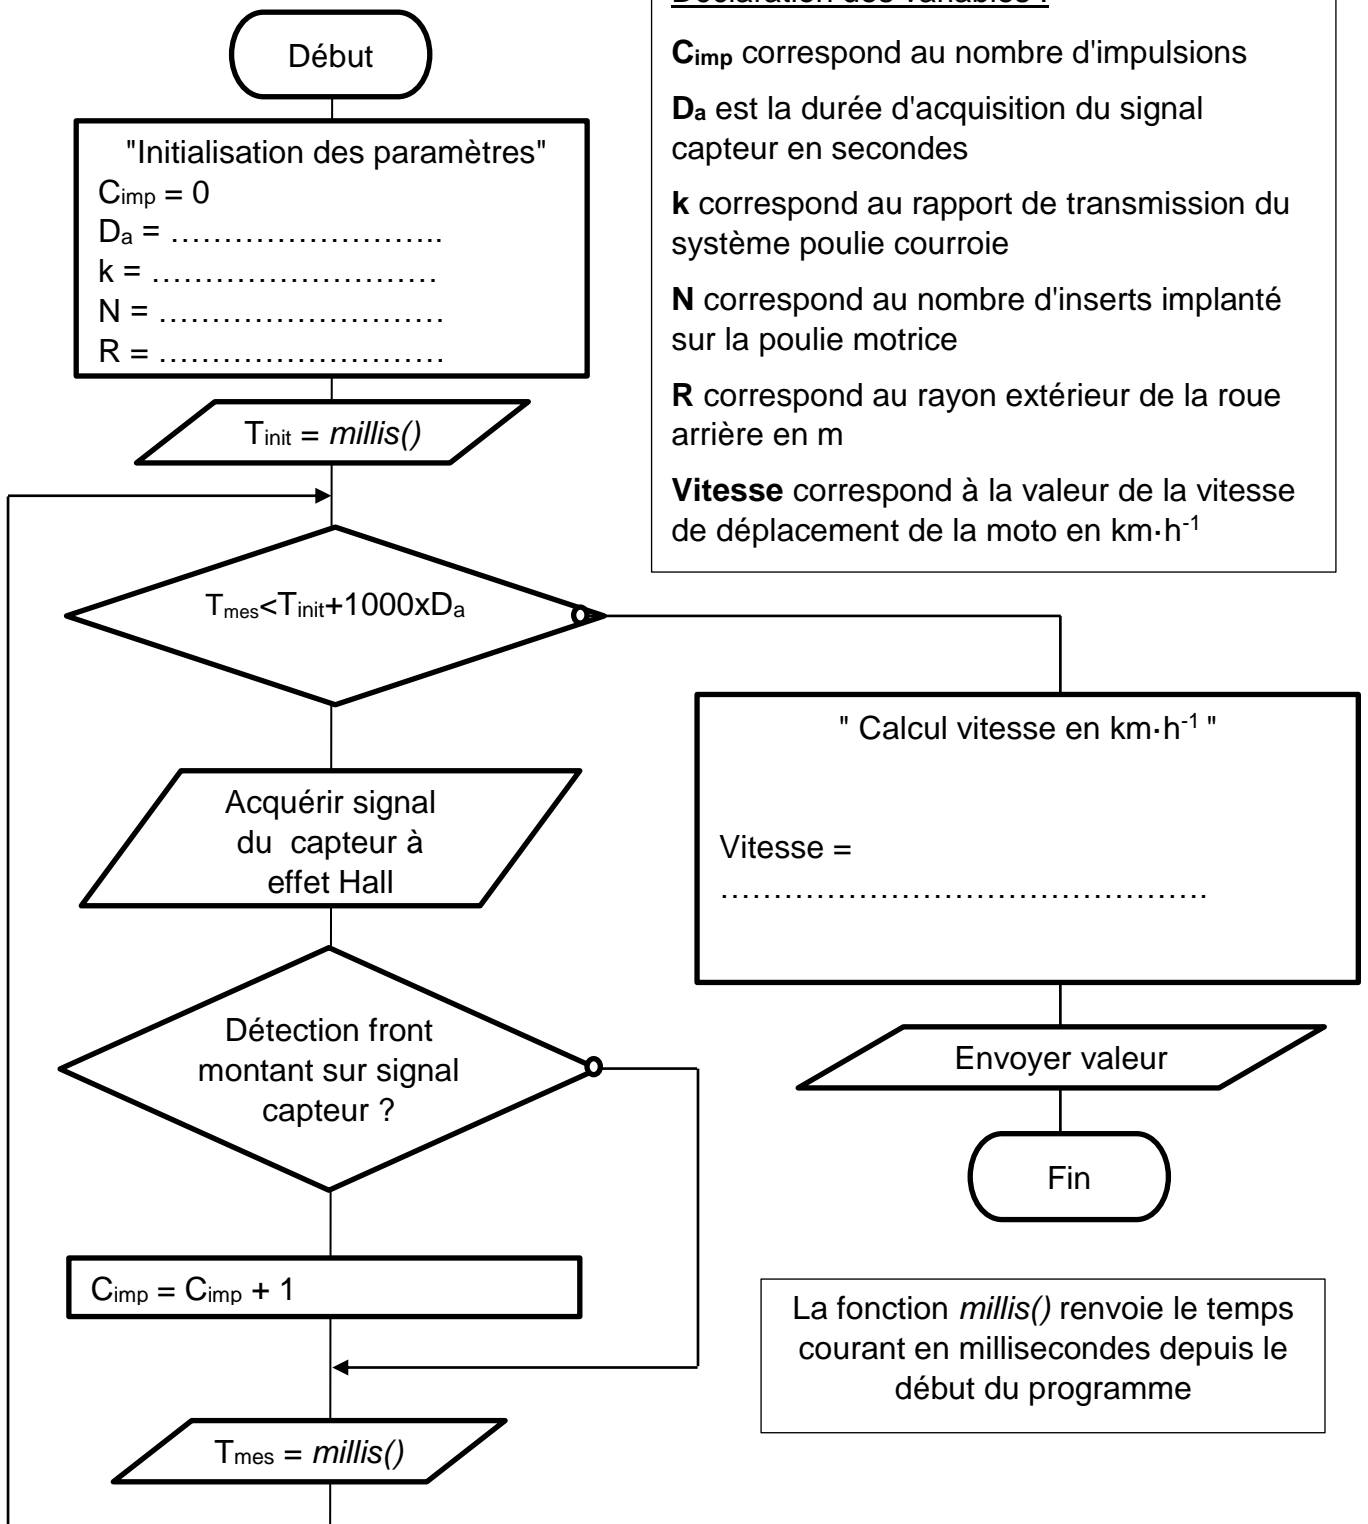 Début
"Initialisation des paramètres"
Cimp = 0
Da = ……………………..
k = ………………………
N = ………………………
R = ………………………
Tinit = millis()
Tmes<Tinit+1000xDa
Acquérir signal
du capteur à
effet Hall
Détection front
montant sur signal
capteur ?
Cimp = Cimp + 1
Tmes = millis()
Déclaration des variables :
Cimp correspond au nombre d'impulsions
Da est la durée d'acquisition du signal
capteur en secondes
k correspond au rapport de transmission du
système poulie courroie
N correspond au nombre d'inserts implanté
sur la poulie motrice
R correspond au rayon extérieur de la roue
arrière en m
Vitesse correspond à la valeur de la vitesse
de déplacement de la moto en km·h-1
" Calcul vitesse en km·h-1 "
Vitesse =
……………………………………….
Envoyer valeur
Fin
La fonction millis() renvoie le temps
courant en millisecondes depuis le
début du programme